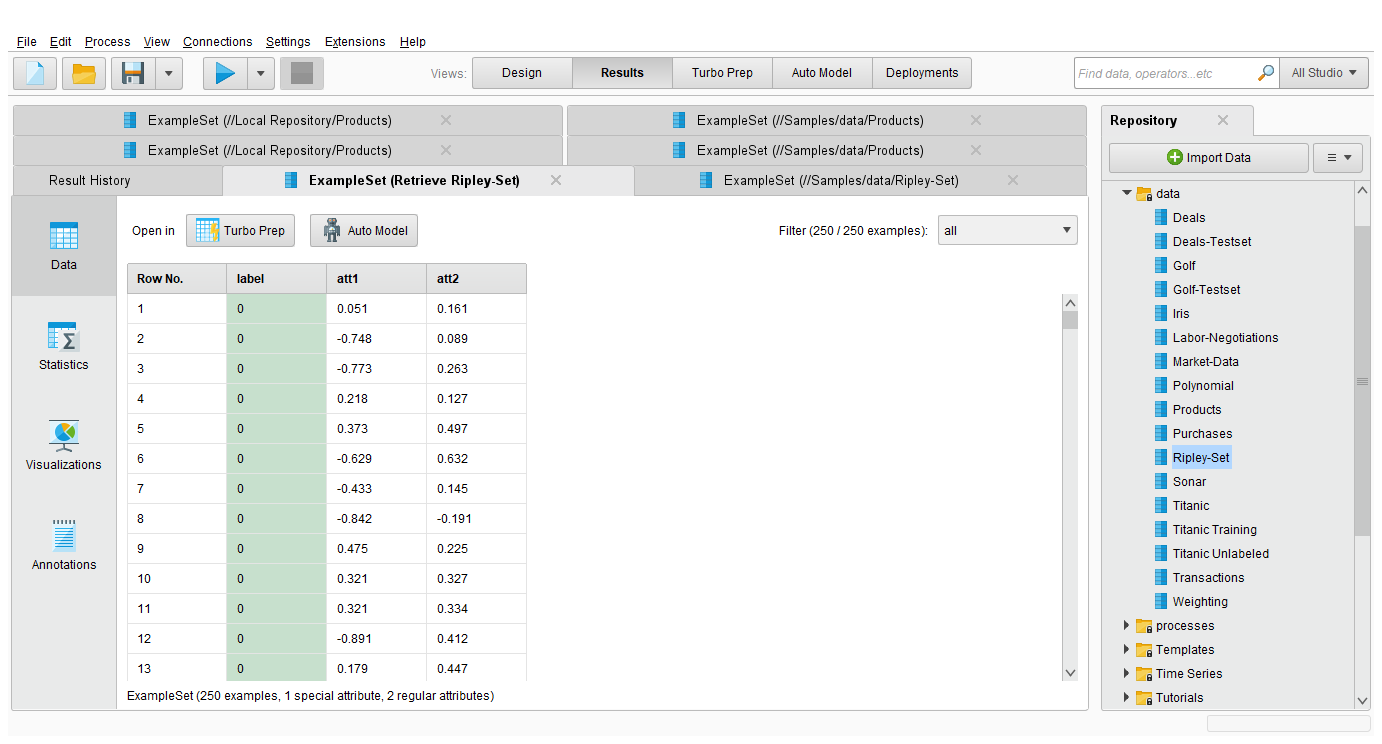 File Edit Process View Connections Settings Extensions Help
Views: Design Results Turbo Prep Auto Model Deployments Find data, operators...etc All Studio
ExampleSet (//Local Repository/Products) ExampleSet (//Samples/data/Products)
ExampleSet (//Local Repository/Products) ExampleSet (//Samples/data/Products)
Result History ExampleSet (Retrieve Ripley-Set) ExampleSet (//Samples/data/Ripley-Set)
Data
Statistics
Visualizations
Annotations
Open in Turbo Prep Auto Model Filter (250 / 250 examples): all
Row No. label att1 att2
1 0 0.051 0.161
2 0 -0.748 0.089
3 0 -0.773 0.263
4 0 0.218 0.127
5 0 0.373 0.497
6 0 -0.629 0.632
7 0 -0.433 0.145
8 0 -0.842 -0.191
9 0 0.475 0.225
10 0 0.321 0.327
11 0 0.321 0.334
12 0 -0.891 0.412
13 0 0.179 0.447
ExampleSet (250 examples, 1 special attribute, 2 regular attributes)
Repository
Import Data
data
Deals
Deals-Testset
Golf
Golf-Testset
Iris
Labor-Negotiations
Market-Data
Polynomial
Products
Purchases
Ripley-Set
Sonar
Titanic
Titanic Training
Titanic Unlabeled
Transactions
Weighting
processes
Templates
Time Series
Tutorials